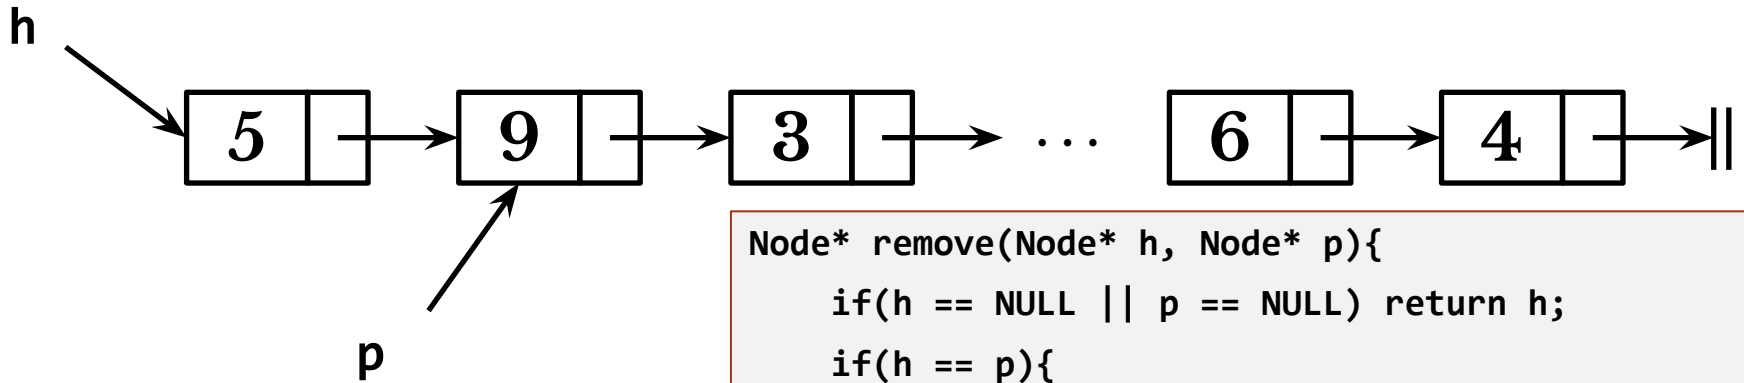 h
5 9 3 ... 6 4
p
Node* remove(Node* h, Node* p){
    if(h == NULL || p == NULL) return h;
    if(h == p){